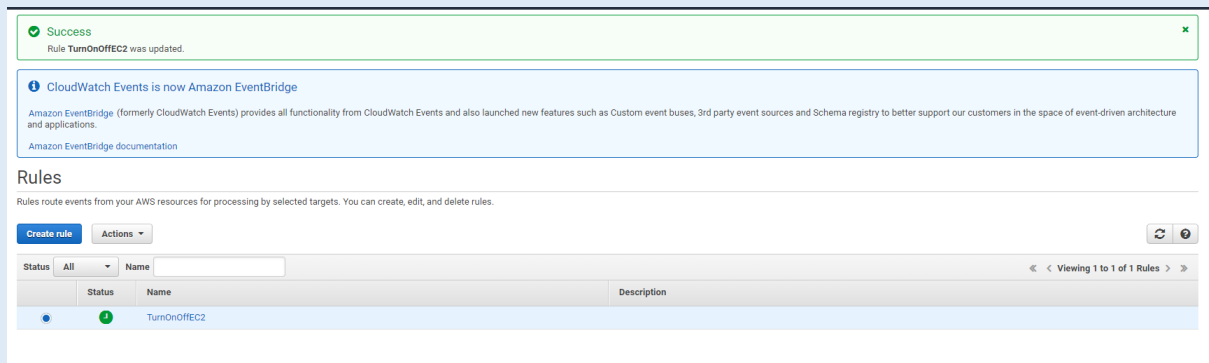 Success
Rule TurnOnOffEC2 was updated.
CloudWatch Events is now Amazon EventBridge
Amazon EventBridge (formerly CloudWatch Events) provides all functionality from CloudWatch Events and also launched new features such as Custom event buses, 3rd party event sources and Schema registry to better support our customers in the space of event-driven architecture
and applications.
Amazon EventBridge documentation
Rules
Rules route events from your AWS resources for processing by selected targets. You can create, edit, and delete rules.
Create rule Actions
Status All Name « < Viewing 1 to 1 of 1 Rules > »
Status Name Description
TurnOnOffEC2